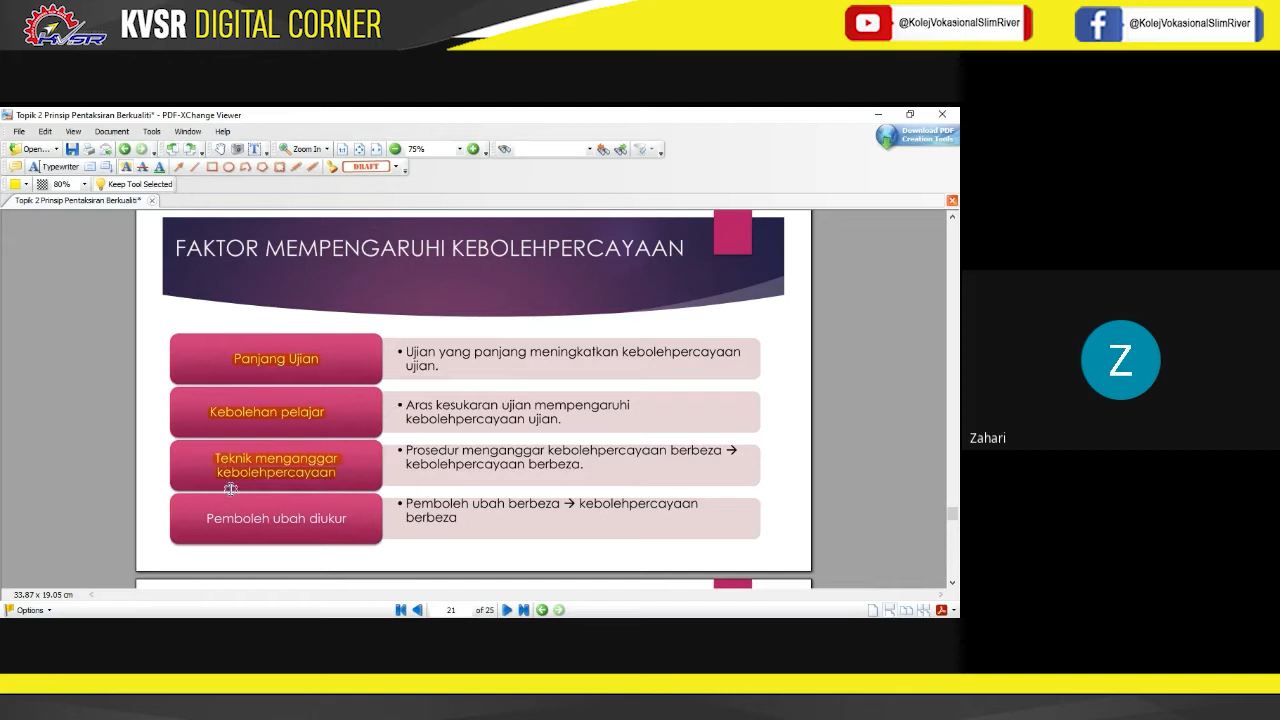 KVSR DIGITAL CORNER
KVSR
@KolejVokasionalSlimRiver
@KolejVokasionalSlimRiver
Topik 2 Prinsip Pentaksiran Berkualiti* - PDF-XChange Viewer
File Edit View Document Tools Window Help
Open... Zoom In 75%
Download PDF
Creation Tools
Typewriter DRAFT
80% Keep Tool Selected
Topik 2 Prinsip Pentaksiran Berkualiti*
FAKTOR MEMPENGARUHI KEBOLEHPERCAYAAN
Panjang Ujian
• Ujian yang panjang meningkatkan kebolehpercayaan
ujian.
Kebolehan pelajar
• Aras kesukaran ujian mempengaruhi
kebolehpercayaan ujian.
Teknik menganggar
kebolehpercayaan
• Prosedur menganggar kebolehpercayaan berbeza →
kebolehpercayaan berbeza.
Pemboleh ubah diukur
• Pemboleh ubah berbeza → kebolehpercayaan
berbeza
33.87 x 19.05 cm
Options 21 of 25
Z
Zahari